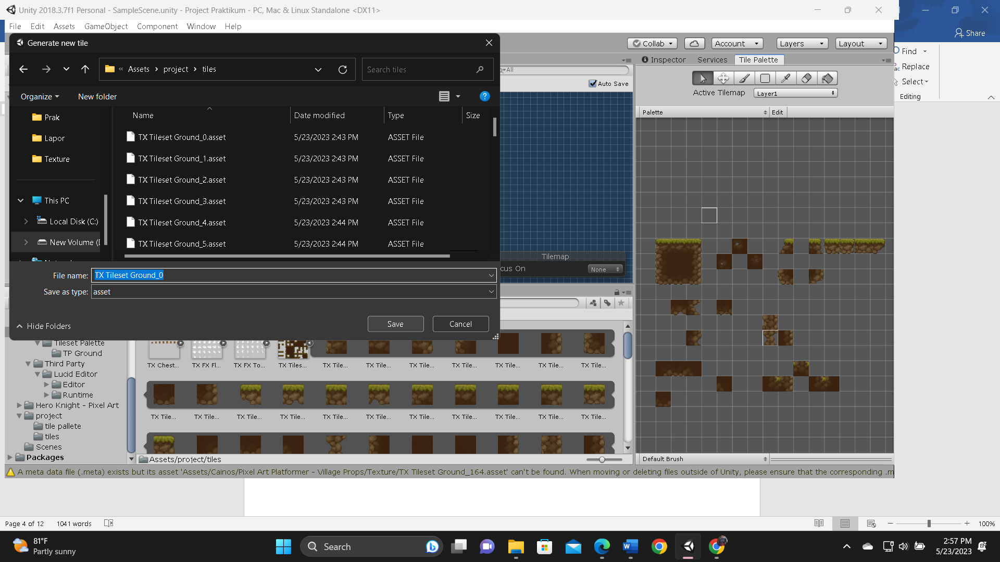 Unity 2018.3.7f1 Personal - SampleScene.unity - Project Praktikum - PC, Mac & Linux Standalone <DX11>
File Edit Assets GameObject Component Window Help
Share
Generate new tile
Collab Account Layers Layout
Find
Replace
Select
Editing
« Assets > project > tiles
Search tiles
All
Auto Save
Inspector Services Tile Palette
Active Tilemap Layer1
Organize New folder
Palette Edit
Prak
Lapor
Texture
This PC
Local Disk (C:)
New Volume (
Name Date modified Type Size
TX Tileset Ground_0.asset 5/23/2023 2:43 PM ASSET File
TX Tileset Ground_1.asset 5/23/2023 2:43 PM ASSET File
TX Tileset Ground_2.asset 5/23/2023 2:43 PM ASSET File
TX Tileset Ground_3.asset 5/23/2023 2:43 PM ASSET File
TX Tileset Ground_4.asset 5/23/2023 2:44 PM ASSET File
TX Tileset Ground_5.asset 5/23/2023 2:44 PM ASSET File
Tilemap
cus On None
File name: TX Tileset Ground_0
Save as type: asset
Hide Folders
Save Cancel
Tileset Palette
TP Ground
Third Party
Lucid Editor
Editor
Runtime
Hero Knight - Pixel Art
project
tile pallete
tiles
Scenes
Packages
TX Chest... TX FX Fl... TX FX To... TX Tiles... TX Tile... TX Tile... TX Tile... TX Tile... TX Tile... TX Tile... TX Tile...
TX Tile... TX Tile... TX Tile... TX Tile... TX Tile... TX Tile... TX Tile... TX Tile... TX Tile... TX Tile... TX Tile...
Assets/project/tiles
Default Brush
A meta data file (.meta) exists but its asset 'Assets/Cainos/Pixel Art Platformer - Village Props/Texture/TX Tileset Ground_164.asset' can't be found. When moving or deleting files outside of Unity, please ensure that the corresponding .m
Page 4 of 12 1041 words
100%
81°F
Partly sunny
Search
2:57 PM
5/23/2023